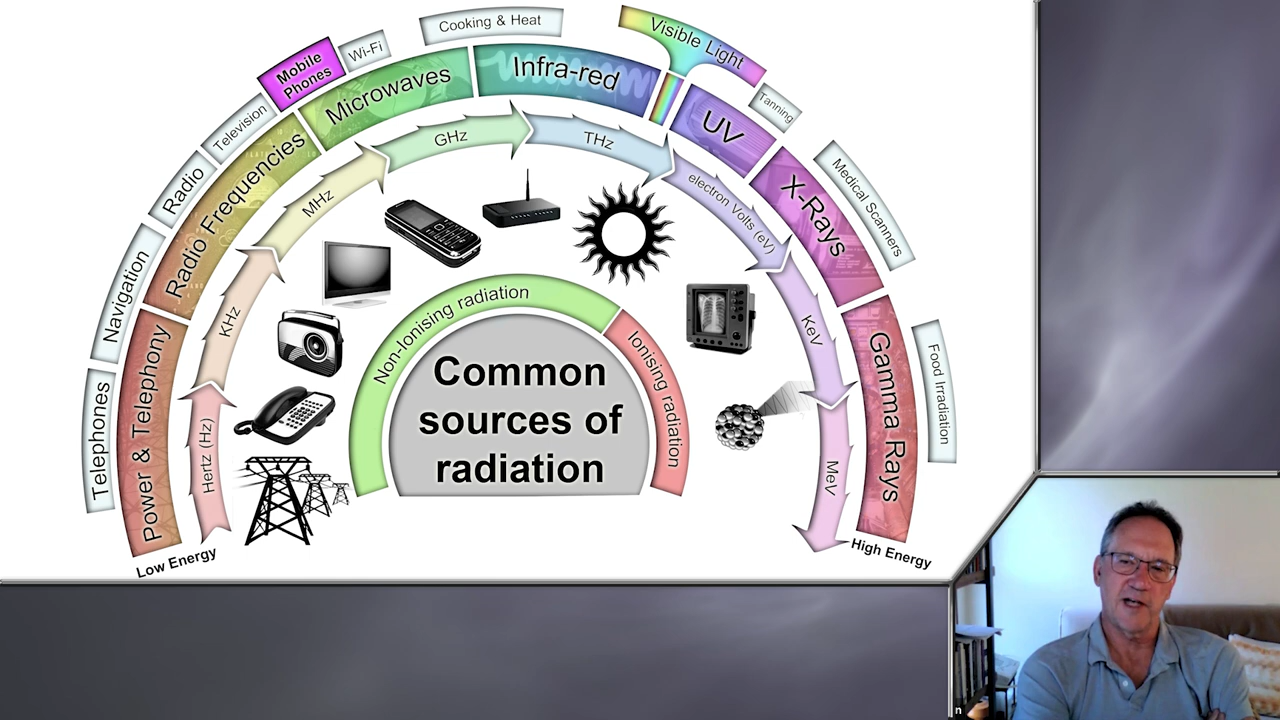 Cooking & Heat
Visible Light
Mobile
Phones
Wi-Fi
Microwaves
Infra-red
Tanning
Television
UV
GHz
THz
Radio
Radio Frequencies
MHz
electron Volts (eV)
X-Rays
Medical Scanners
Navigation
KHz
KeV
Non-Ionising radiation
Ionising radiation
Gamma Rays
Food Irradiation
Telephones
Power & Telephony
Hertz (Hz)
MeV
Common
sources of
radiation
Low Energy
High Energy
n